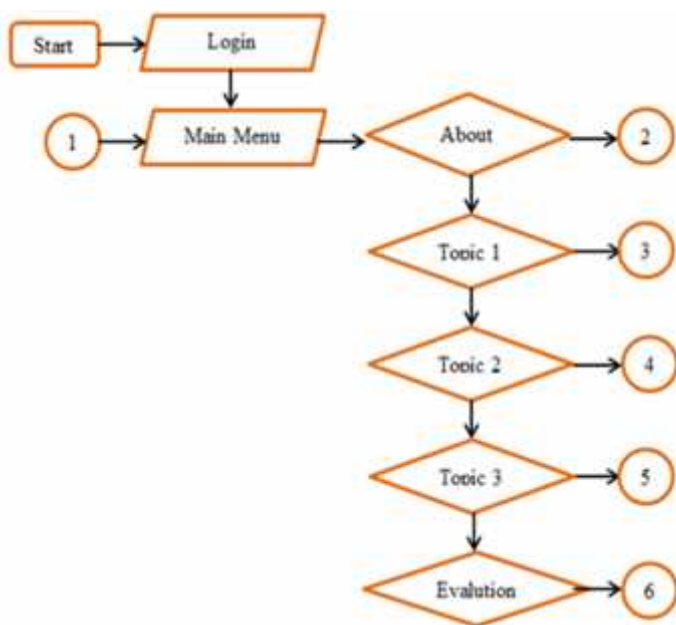 Start
Login
1
Main Menu
About
2
Topic 1
3
Topic 2
4
Topic 3
5
Evalution
6